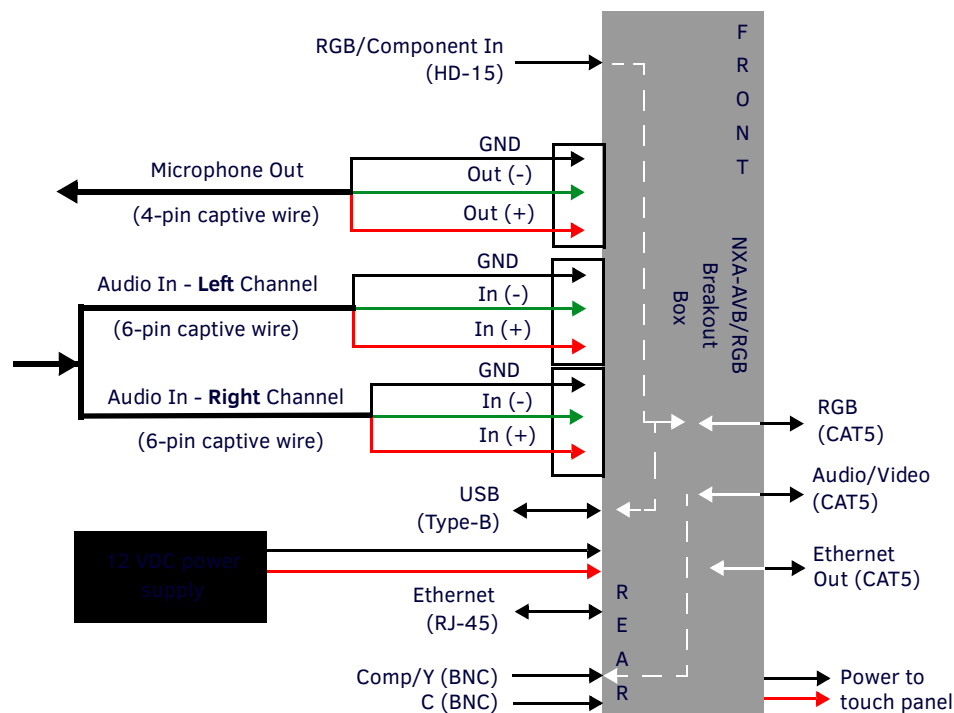 RGB/Component In
(HD-15)
FRONT
GND
Microphone Out
Out (-)
(4-pin captive wire)
Out (+)
NXA-AVB/RGB
Breakout
Box
GND
Audio In - Left Channel
In (-)
(6-pin captive wire)
In (+)
GND
Audio In - Right Channel
In (-)
(6-pin captive wire)
In (+)
RGB
(CAT5)
Audio/Video
(CAT5)
USB
(Type-B)
12 VDC power
supply
Ethernet
Out (CAT5)
Ethernet
(RJ-45)
REAR
Comp/Y (BNC)
C (BNC)
Power to
touch panel